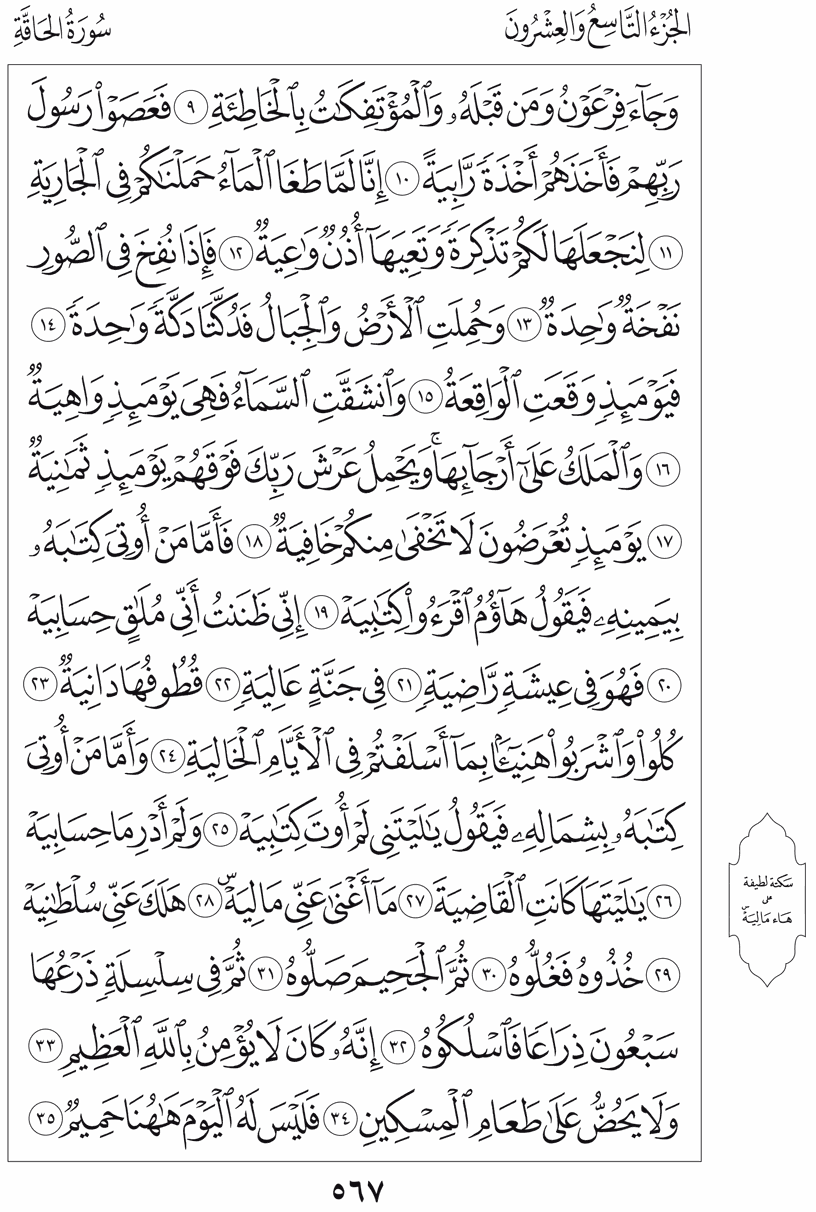 الجُزْءُ التَّاسِعُ وَالعِشْرُونَ
سُورَةُ الحَاقَّةِ
وَجَآءَ فِرْعَوْنُ وَمَن قَبْلَهُۥ وَٱلْمُؤْتَفِكَٰتُ بِٱلْخَاطِئَةِ ٩ فَعَصَوْا۟ رَسُولَ
رَبِّهِمْ فَأَخَذَهُمْ أَخْذَةً رَّابِيَةً ١٠ إِنَّا لَمَّا طَغَا ٱلْمَآءُ حَمَلْنَٰكُمْ فِى ٱلْجَارِيَةِ
١١ لِنَجْعَلَهَا لَكُمْ تَذْكِرَةً وَتَعِيَهَآ أُذُنٌ وَٰعِيَةٌ ١٢ فَإِذَا نُفِخَ فِى ٱلصُّورِ
نَفْخَةٌ وَٰحِدَةٌ ١٣ وَحُمِلَتِ ٱلْأَرْضُ وَٱلْجِبَالُ فَدُكَّتَا دَكَّةً وَٰحِدَةً ١٤
فَيَوْمَئِذٍ وَقَعَتِ ٱلْوَاقِعَةُ ١٥ وَٱنشَقَّتِ ٱلسَّمَآءُ فَهِىَ يَوْمَئِذٍ وَاهِيَةٌ
١٦ وَٱلْمَلَكُ عَلَىٰٓ أَرْجَآئِهَا ۚ وَيَحْمِلُ عَرْشَ رَبِّكَ فَوْقَهُمْ يَوْمَئِذٍ ثَمَٰنِيَةٌ
١٧ يَوْمَئِذٍ تُعْرَضُونَ لَا تَخْفَىٰ مِنكُمْ خَافِيَةٌ ١٨ فَأَمَّا مَنْ أُوتِىَ كِتَٰبَهُۥ
بِيَمِينِهِۦ فَيَقُولُ هَآؤُمُ ٱقْرَءُوا۟ كِتَٰبِيَهْ ١٩ إِنِّى ظَنَنتُ أَنِّى مُلَٰقٍ حِسَابِيَهْ
٢٠ فَهُوَ فِى عِيشَةٍ رَّاضِيَةٍ ٢١ فِى جَنَّةٍ عَالِيَةٍ ٢٢ قُطُوفُهَا دَانِيَةٌ ٢٣
كُلُوا۟ وَٱشْرَبُوا۟ هَنِيٓـًٔۢا بِمَآ أَسْلَفْتُمْ فِى ٱلْأَيَّامِ ٱلْخَالِيَةِ ٢٤ وَأَمَّا مَنْ أُوتِىَ
كِتَٰبَهُۥ بِشِمَالِهِۦ فَيَقُولُ يَٰلَيْتَنِى لَمْ أُوتَ كِتَٰبِيَهْ ٢٥ وَلَمْ أَدْرِ مَا حِسَابِيَهْ
٢٦ يَٰلَيْتَهَا كَانَتِ ٱلْقَاضِيَةَ ٢٧ مَآ أَغْنَىٰ عَنِّى مَالِيَهْ ۜ ٢٨ هَلَكَ عَنِّى سُلْطَٰنِيَهْ
٢٩ خُذُوهُ فَغُلُّوهُ ٣٠ ثُمَّ ٱلْجَحِيمَ صَلُّوهُ ٣١ ثُمَّ فِى سِلْسِلَةٍ ذَرْعُهَا
سَبْعُونَ ذِرَاعًا فَٱسْلُكُوهُ ٣٢ إِنَّهُۥ كَانَ لَا يُؤْمِنُ بِٱللَّهِ ٱلْعَظِيمِ ٣٣
وَلَا يَحُضُّ عَلَىٰ طَعَامِ ٱلْمِسْكِينِ ٣٤ فَلَيْسَ لَهُ ٱلْيَوْمَ هَٰهُنَا حَمِيمٌ ٣٥
سكتة لطيفة
على
هَاء مَالِيَهْ ۜ
٥٦٧